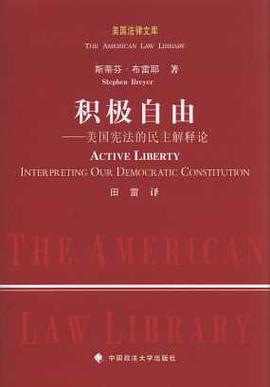 美国法律文库
THE AMERICAN LAW LIBRARY
斯蒂芬·布雷耶 著
Stephen Breyer
积极自由
——美国宪法的民主解释论
ACTIVE LIBERTY
INTERPRETING OUR DEMOCRATIC CONSTITUTION
田 雷 译
THE AMERICAN
LAW LIBRARY
中国政法大学出版社